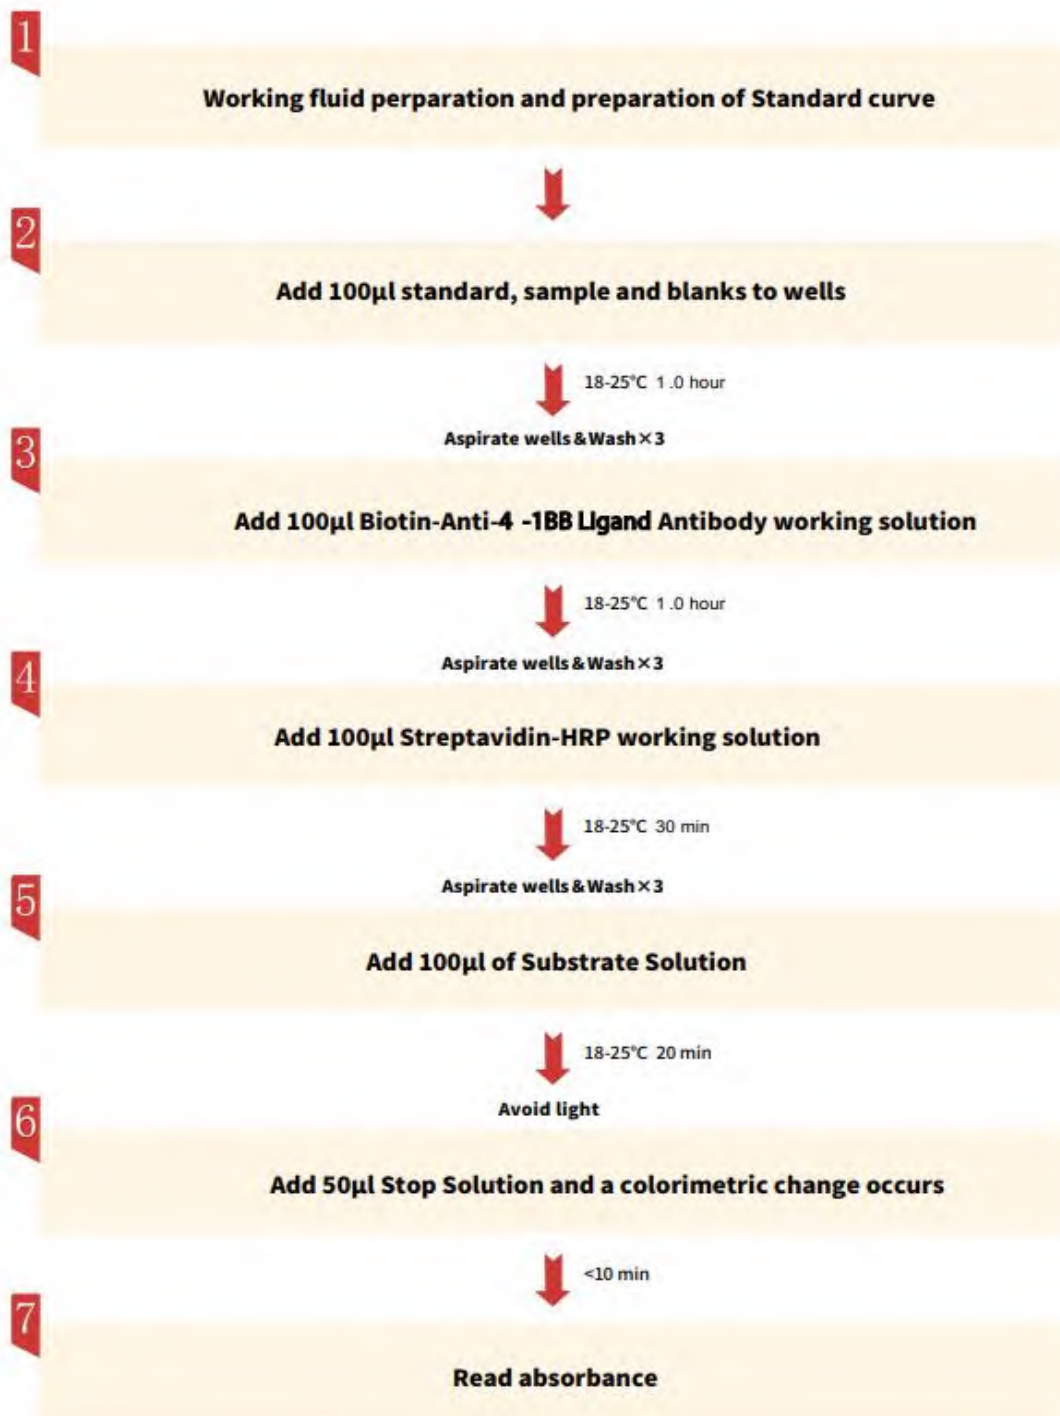 1
Working fluid perparation and preparation of Standard curve
2
Add 100μl standard, sample and blanks to wells
18-25°C 1.0 hour
Aspirate wells&Wash×3
3
Add 100μl Biotin-Anti-4 -1BB Ligand Antibody working solution
18-25°C 1.0 hour
Aspirate wells&Wash×3
4
Add 100μl Streptavidin-HRP working solution
18-25°C 30 min
Aspirate wells&Wash×3
5
Add 100μl of Substrate Solution
18-25°C 20 min
Avoid light
6
Add 50μl Stop Solution and a colorimetric change occurs
<10 min
7
Read absorbance